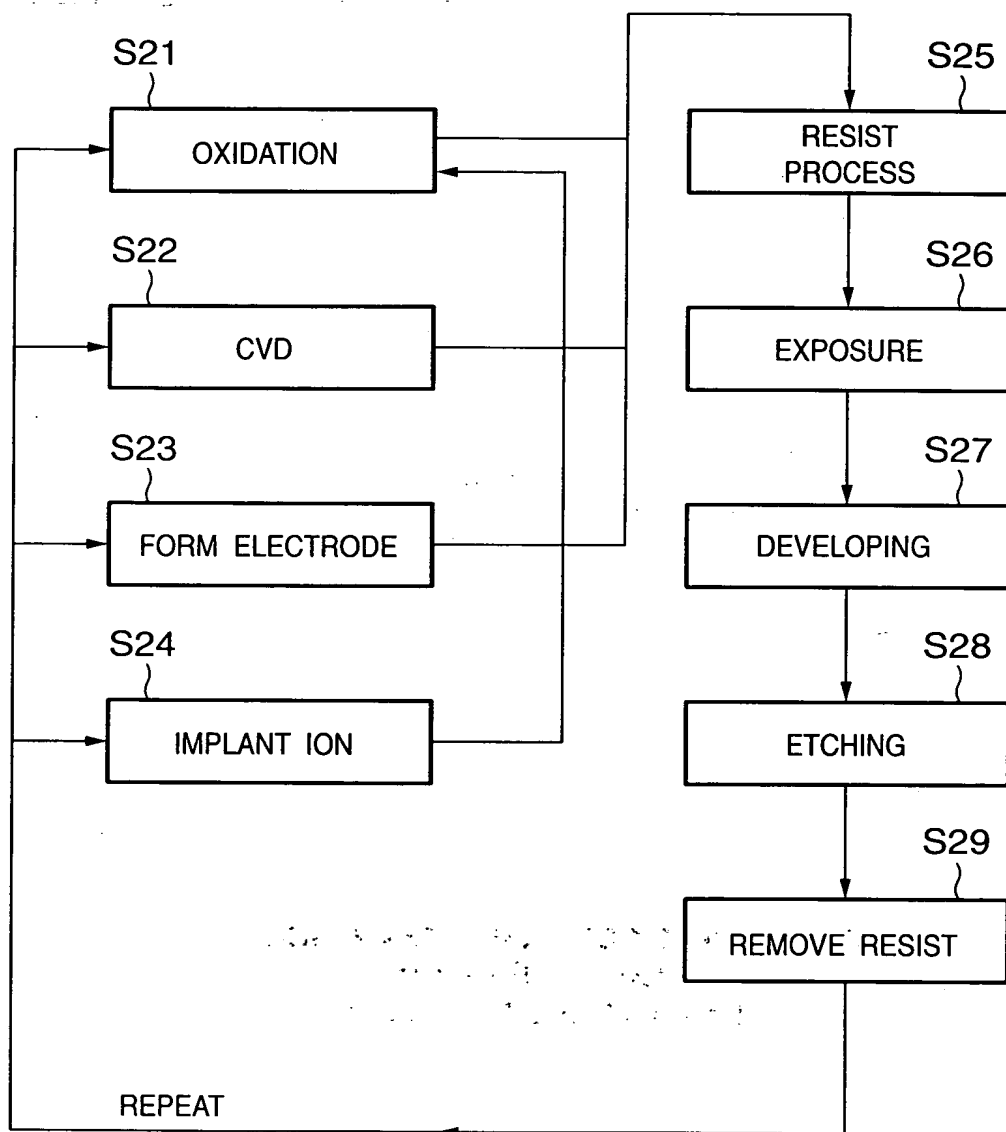 S21
OXIDATION
S22
CVD
S23
FORM ELECTRODE
S24
IMPLANT ION
S25
RESIST
PROCESS
S26
EXPOSURE
S27
DEVELOPING
S28
ETCHING
S29
REMOVE RESIST
REPEAT